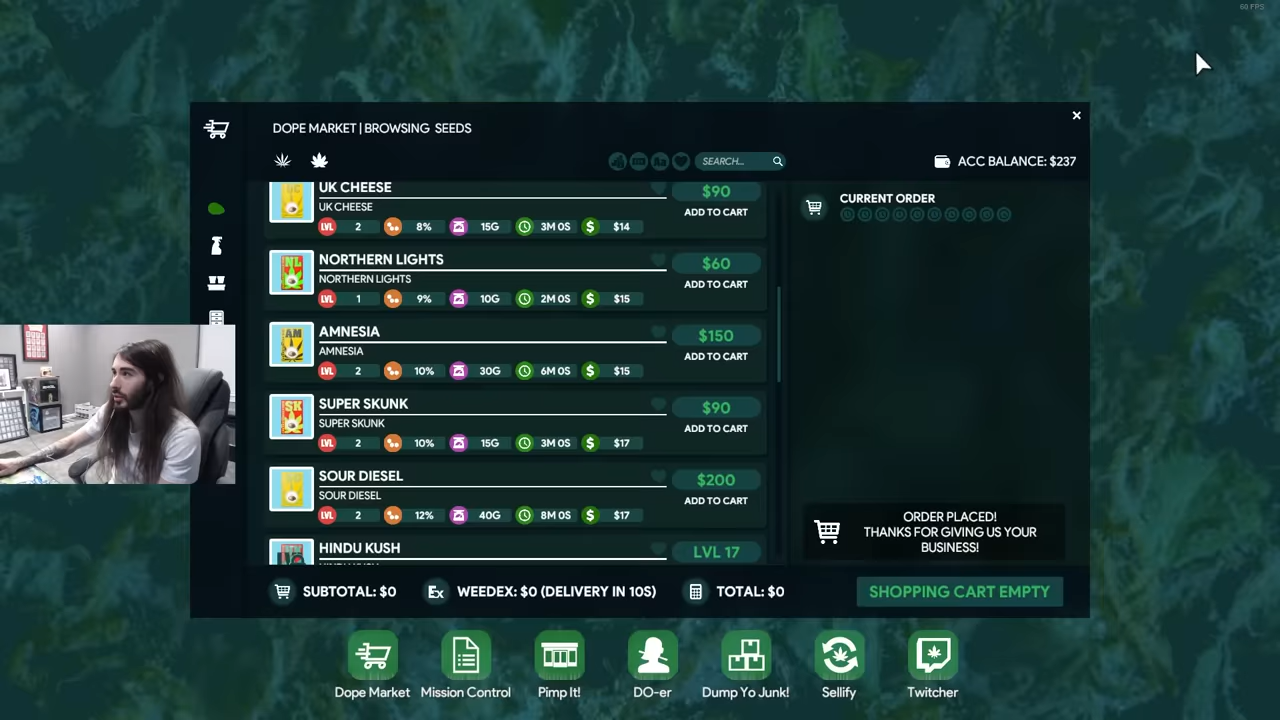 60 FPS
DOPE MARKET | BROWSING SEEDS
SEARCH...
ACC BALANCE: $237
UK CHEESE
$90
UK CHEESE
ADD TO CART
LVL 2 8% 15G 3M 0S $ $14
NORTHERN LIGHTS
$60
NORTHERN LIGHTS
ADD TO CART
LVL 1 9% 10G 2M 0S $ $15
AMNESIA
$150
AMNESIA
ADD TO CART
LVL 2 10% 30G 6M 0S $ $15
SUPER SKUNK
$90
SUPER SKUNK
ADD TO CART
LVL 2 10% 15G 3M 0S $ $17
SOUR DIESEL
$200
SOUR DIESEL
ADD TO CART
LVL 2 12% 40G 8M 0S $ $17
HINDU KUSH
LVL 17
NL
AM
SK
CURRENT ORDER
ORDER PLACED!
THANKS FOR GIVING US YOUR
BUSINESS!
SUBTOTAL: $0
Ex WEEDEX: $0 (DELIVERY IN 10S)
TOTAL: $0
SHOPPING CART EMPTY
Dope Market
Mission Control
Pimp It!
DO-er
Dump Yo Junk!
Sellify
Twitcher